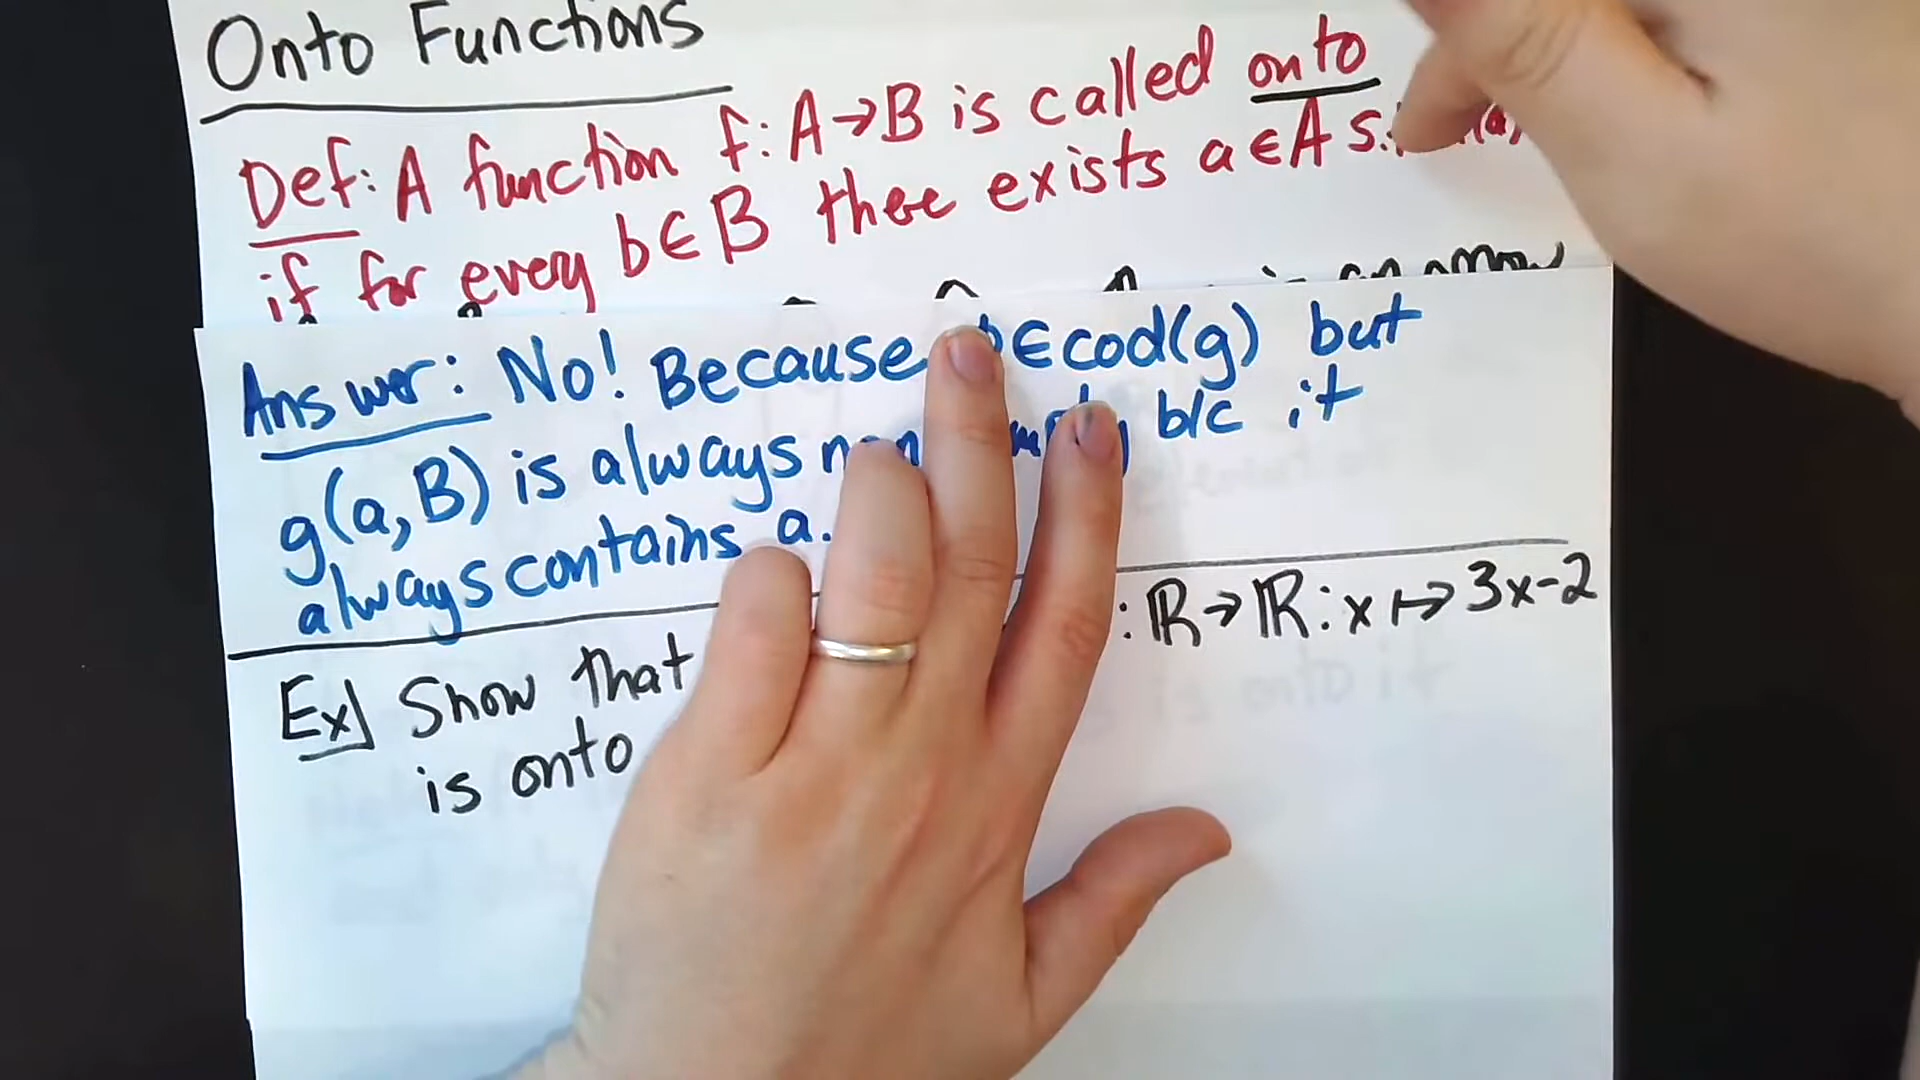 Onto Functions
Def: A function f: A→B is called onto
if for every b∈B there exists a∈A s.
Answer: No! Because ∈cod(g) but
g(a,B) is always b/c it
always contains a.
Ex] Show that : ℝ→ℝ: x ↦ 3x-2
is onto